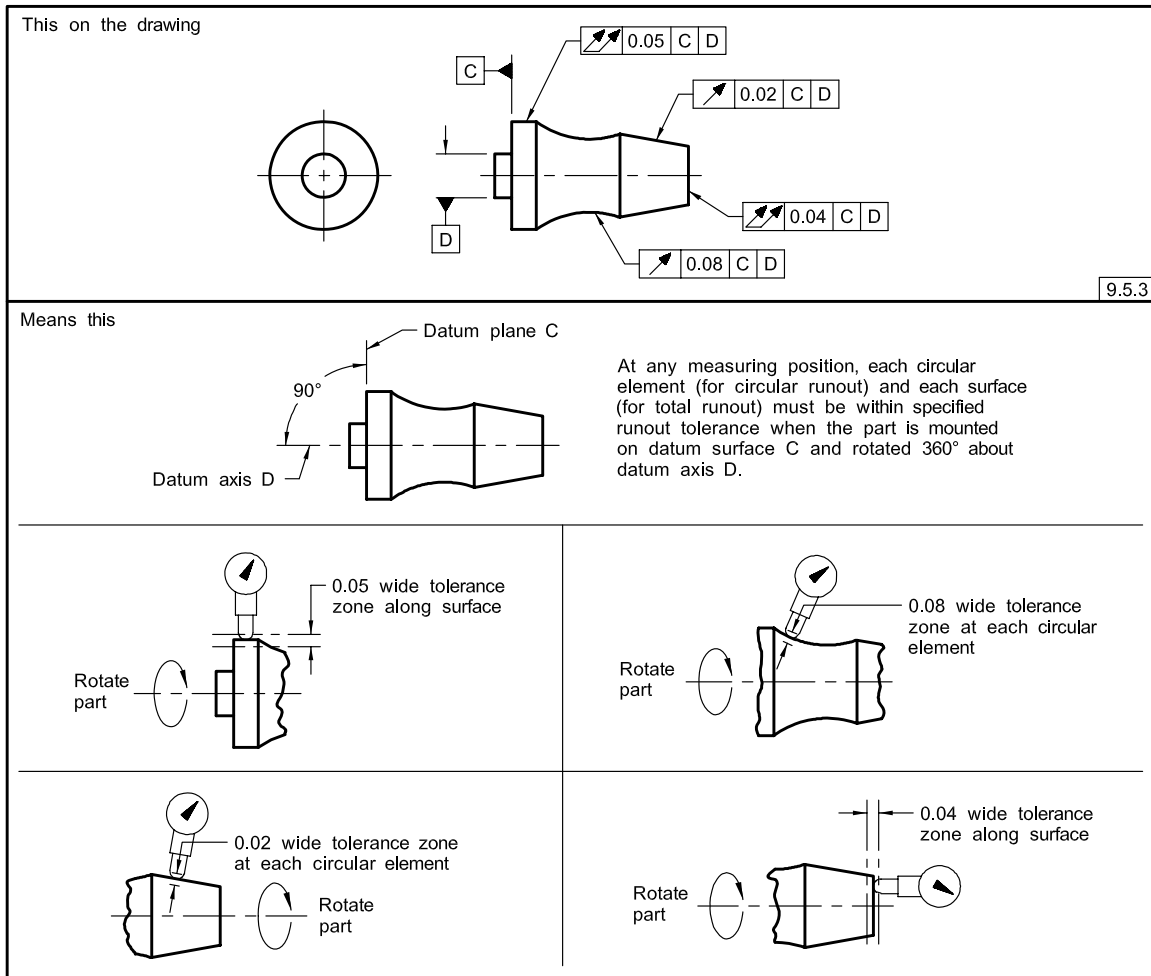 This on the drawing
0.05 C D
C
0.02 C D
0.04 C D
D
0.08 C D
9.5.3
Means this
Datum plane C
90°
Datum axis D
At any measuring position, each circular
element (for circular runout) and each surface
(for total runout) must be within specified
runout tolerance when the part is mounted
on datum surface C and rotated 360° about
datum axis D.
0.05 wide tolerance
zone along surface
Rotate
part
0.08 wide tolerance
zone at each circular
element
Rotate
part
0.02 wide tolerance zone
at each circular element
Rotate
part
0.04 wide tolerance
zone along surface
Rotate
part